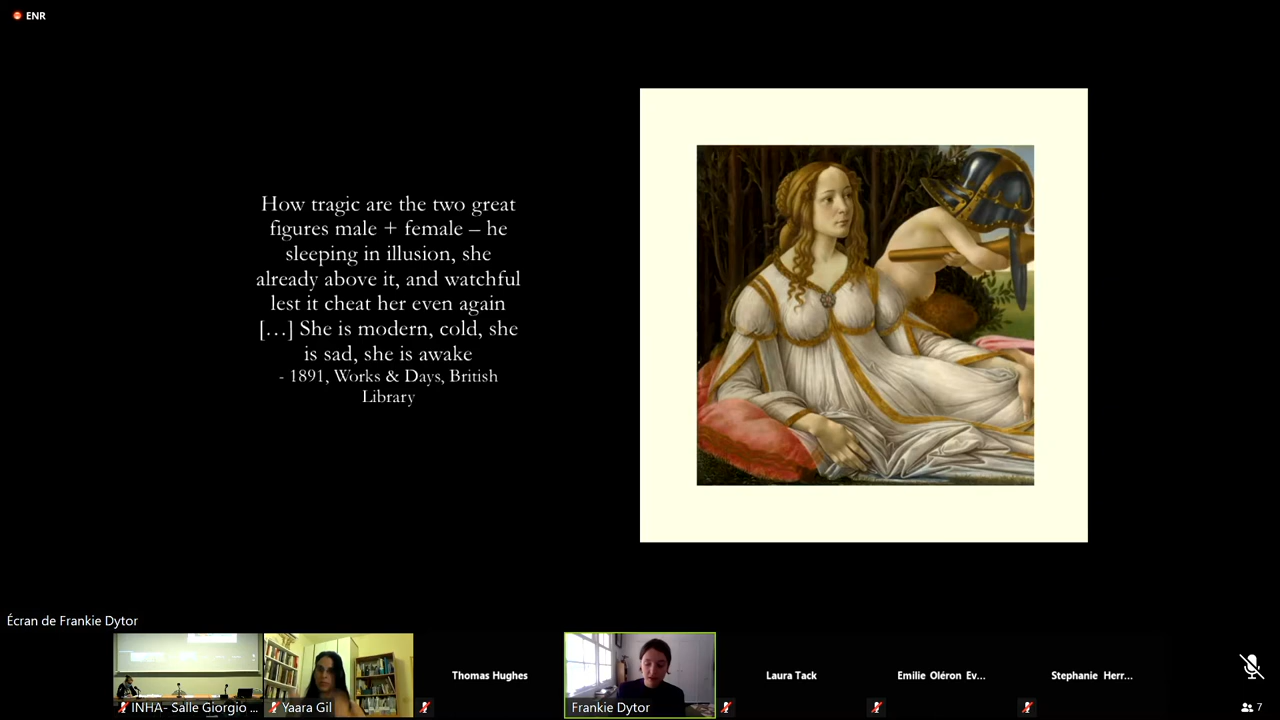 ENR
How tragic are the two great
figures male + female – he
sleeping in illusion, she
already above it, and watchful
lest it cheat her even again
[…] She is modern, cold, she
is sad, she is awake
- 1891, Works & Days, British
Library
Écran de Frankie Dytor
INHA- Salle Giorgio ...
Yaara Gil
Thomas Hughes
Frankie Dytor
Laura Tack
Emilie Oléron Ev...
Stephanie Herr...
7